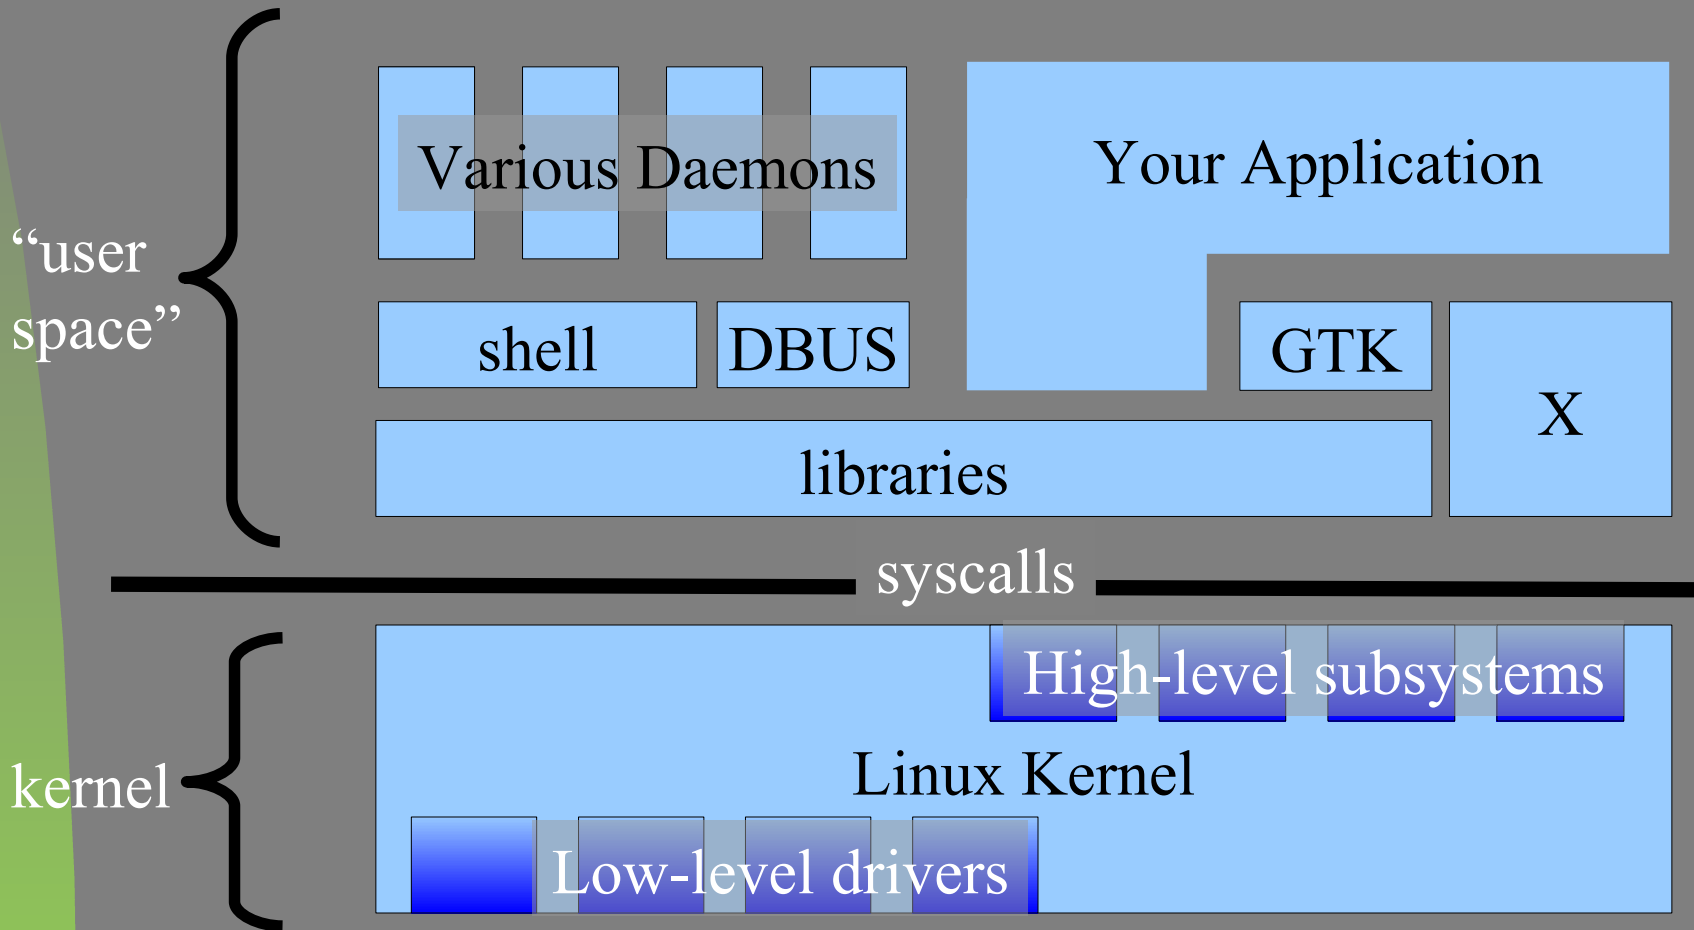 Various Daemons
Your Application
“user
space”
shell
DBUS
GTK
X
libraries
syscalls
High-level subsystems
Linux Kernel
kernel
Low-level drivers